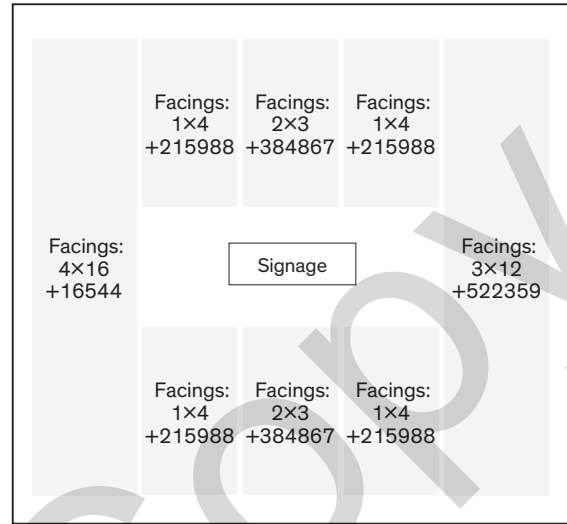 Facings:
1×4
+215988
Facings:
2×3
+384867
Facings:
1×4
+215988
Facings:
4×16
+16544
Signage
Facings:
3×12
+522359
Facings:
1×4
+215988
Facings:
2×3
+384867
Facings:
1×4
+215988
copy